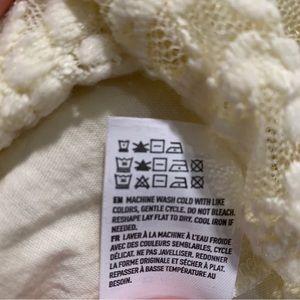 EN MACHINE WASH COLD WITH LIKE
COLORS, GENTLE CYCLE. DO NOT BLEACH.
RESHAPE LAY FLAT TO DRY. COOL IRON IF
NEEDED.
FR LAVER À LA MACHINE À L'EAU FROIDE
AVEC DES COULEURS SEMBLABLES, CYCLE
DÉLICAT. NE PAS JAVELLISER. REDONNER
LA FORME ORIGINALE ET SÉCHER À PLAT.
REPASSER À BASSE TEMPÉRATURE AU
BESOIN.